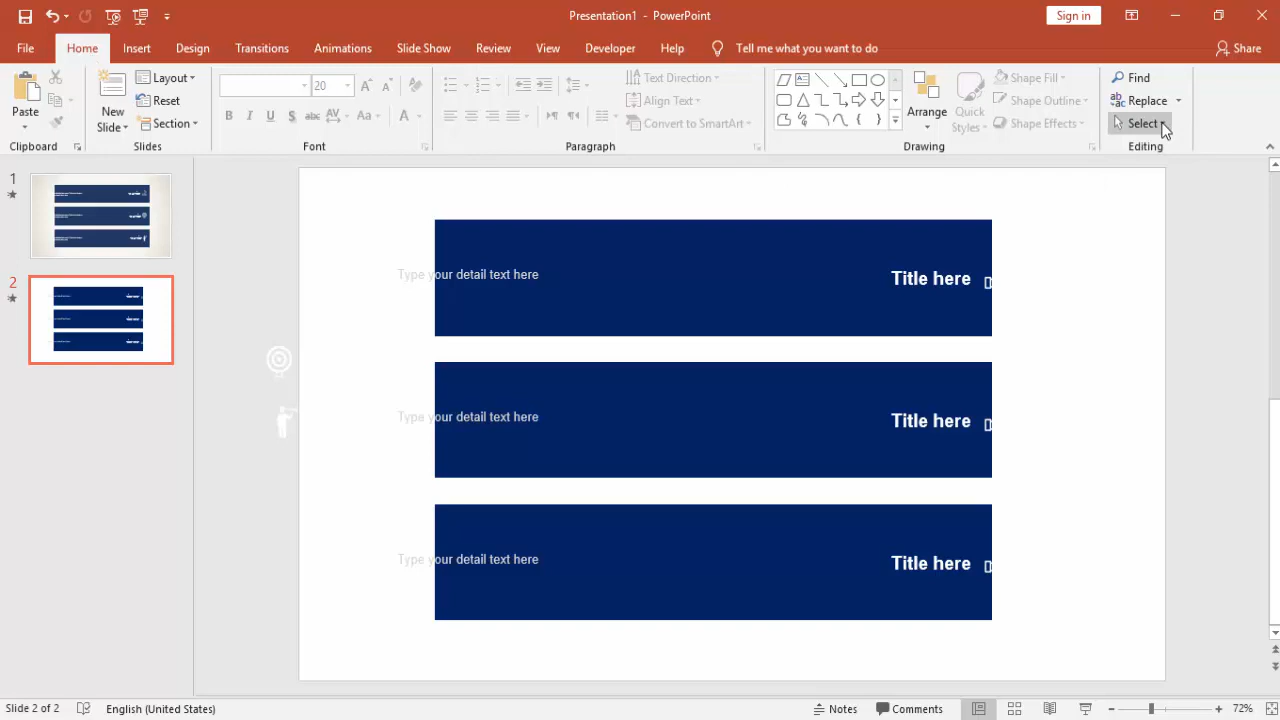 Presentation1 - PowerPoint
Sign in
File Home Insert Design Transitions Animations Slide Show Review View Developer Help Tell me what you want to do Share
Paste
Clipboard
New Slide
Layout
Reset
Section
Slides
20
Font
Text Direction
Align Text
Convert to SmartArt
Paragraph
Arrange
Quick Styles
Shape Fill
Shape Outline
Shape Effects
Drawing
Find
Replace
Select
Editing
1
2
Type your detail text here
Title here
Type your detail text here
Title here
Type your detail text here
Title here
Slide 2 of 2 English (United States) Notes Comments 72%